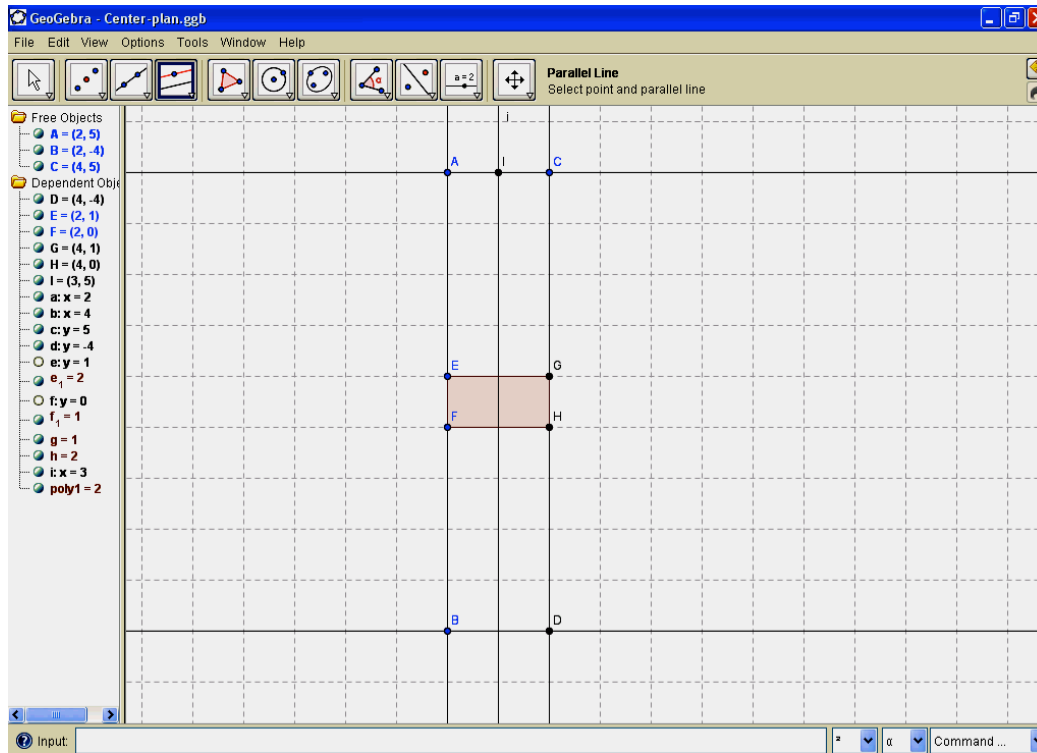 GeoGebra - Center-plan.ggb
File Edit View Options Tools Window Help
a = 2
Parallel Line
Select point and parallel line
Free Objects
A = (2, 5)
B = (2, -4)
C = (4, 5)
Dependent Obje
D = (4, -4)
E = (2, 1)
F = (2, 0)
G = (4, 1)
H = (4, 0)
I = (3, 5)
a: x = 2
b: x = 4
c: y = 5
d: y = -4
e: y = 1
e₁ = 2
f: y = 0
f₁ = 1
g = 1
h = 2
i: x = 3
poly1 = 2
i
A I C
E G
F H
B D
Input: ² α Command ...